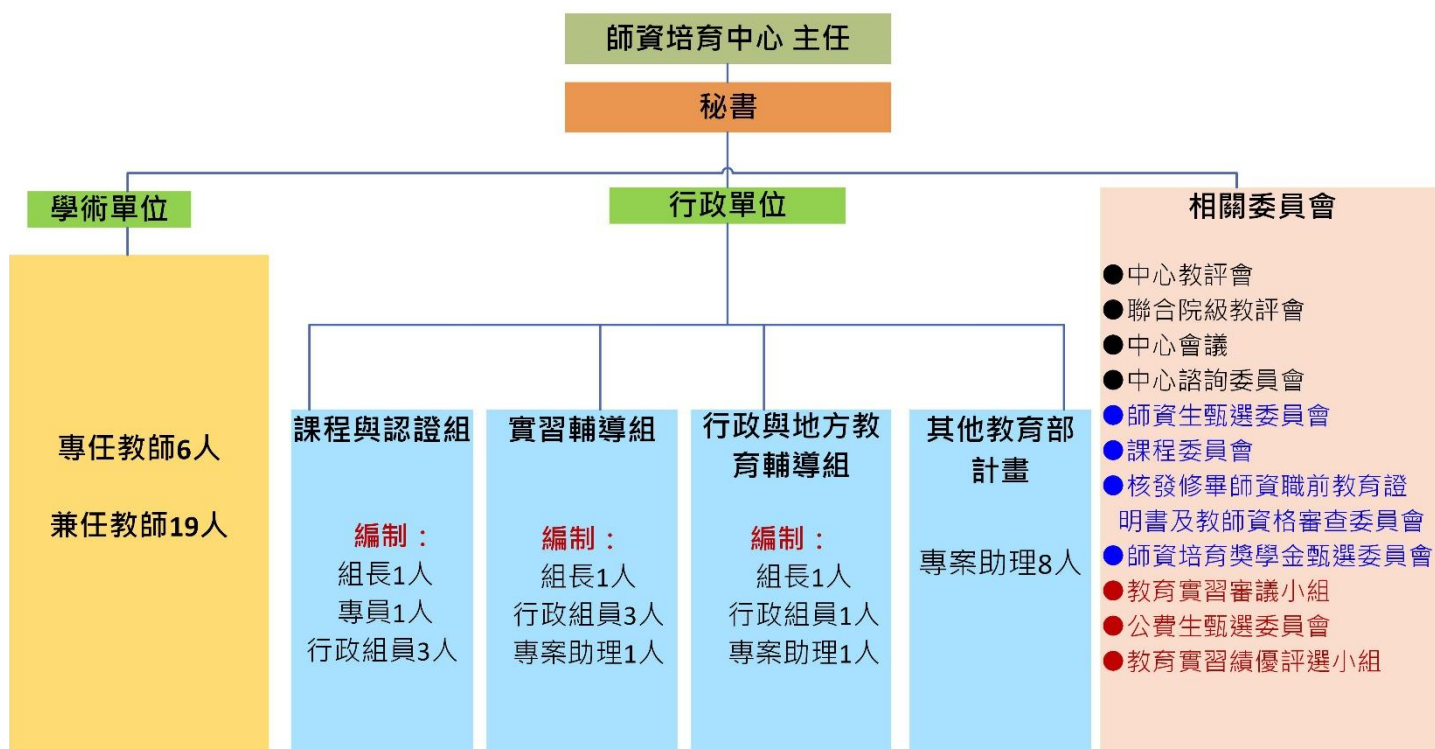 師資培育中心 主任
秘書
學術單位
專任教師6人
兼任教師19人
行政單位
課程與認證組
編制：
組長1人
專員1人
行政組員3人
實習輔導組
編制：
組長1人
行政組員3人
專案助理1人
行政與地方教
育輔導組
編制：
組長1人
行政組員1人
專案助理1人
其他教育部
計畫
專案助理8人
相關委員會
●中心教評會
●聯合院級教評會
●中心會議
●中心諮詢委員會
●師資生甄選委員會
●課程委員會
●核發修畢師資職前教育證
明書及教師資格審查委員會
●師資培育獎學金甄選委員會
●教育實習審議小組
●公費生甄選委員會
●教育實習績優評選小組